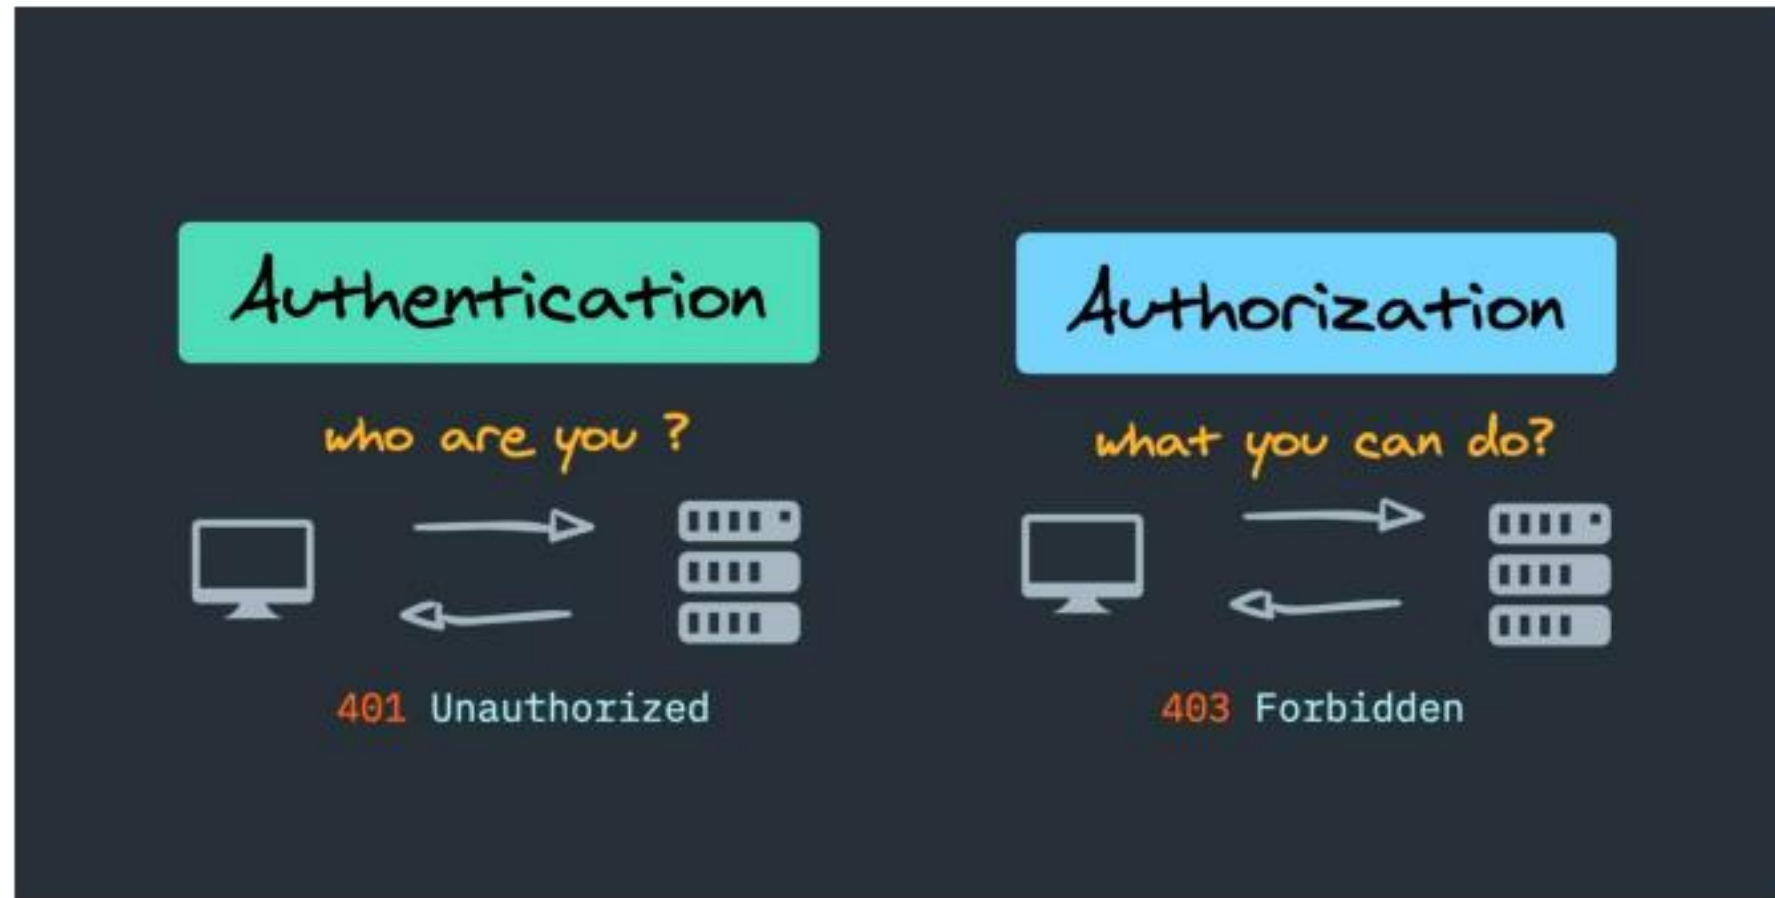 Authentication
who are you ?
401 Unauthorized
Authorization
what you can do?
403 Forbidden